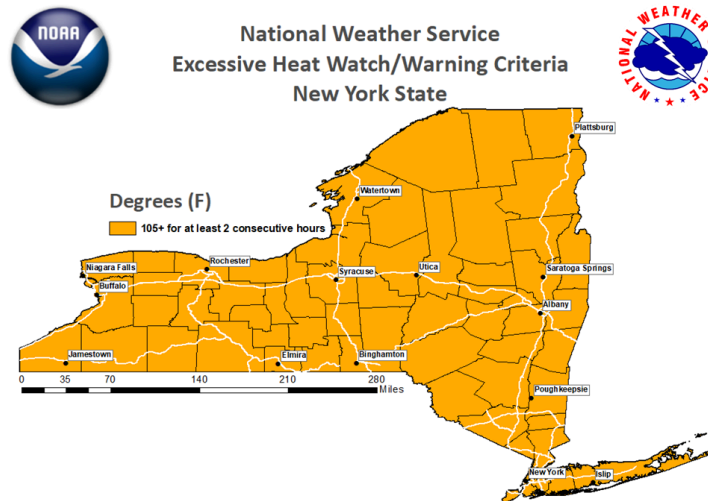 NOAA
National Weather Service
Excessive Heat Watch/Warning Criteria
New York State
NATIONAL WEATHER
Plattsburg
Degrees (F)
105+ for at least 2 consecutive hours
Watertown
Niagara Falls
Rochester
Buffalo
Syracuse
Utica
Saratoga Springs
Albany
Jamestown
Elmira
Binghamton
0 35 70 140 210 280
Miles
Poughkeepsie
New York
Islip